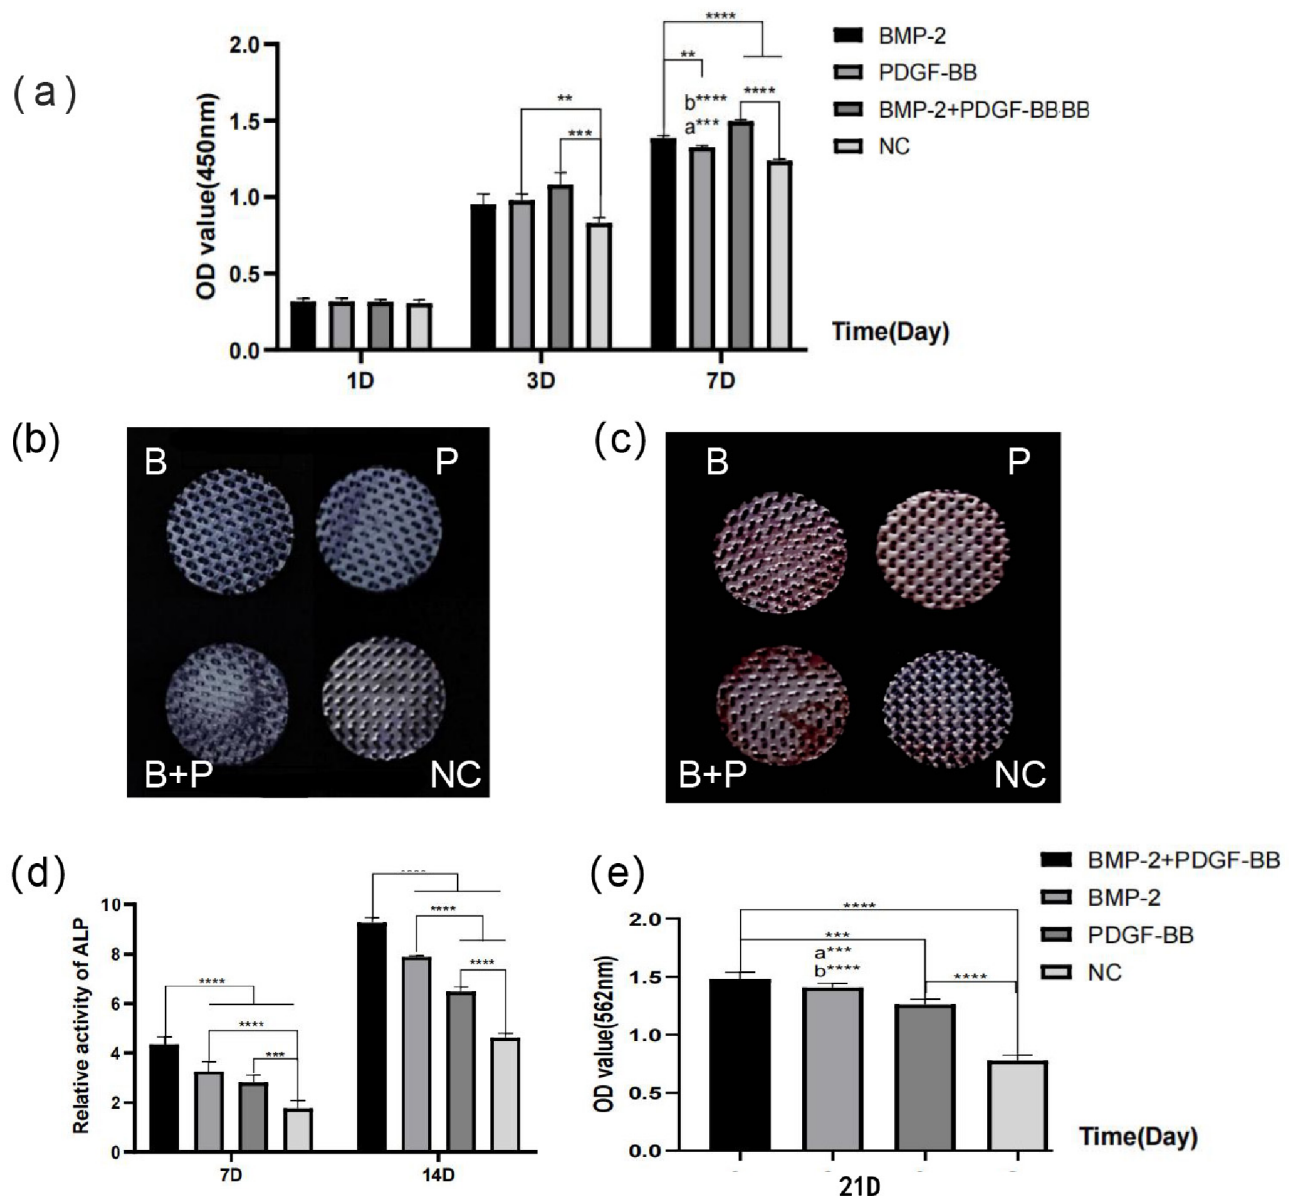 (a)
OD value(450nm)
2.0
1.5
1.0
0.5
0.0
1D
3D
7D
Time(Day)
**
***
****
**
b****
a***
****
BMP-2
PDGF-BB
BMP-2+PDGF-BB·BB
NC
(b)
B
P
B+P
NC
(c)
B
P
B+P
NC
(d)
Relative activity of ALP
10
8
6
4
2
0
7D
14D
****
****
***
****
****
(e)
OD value(562nm)
2.0
1.5
1.0
0.5
0.0
****
***
a***
b****
****
21D
Time(Day)
BMP-2+PDGF-BB
BMP-2
PDGF-BB
NC